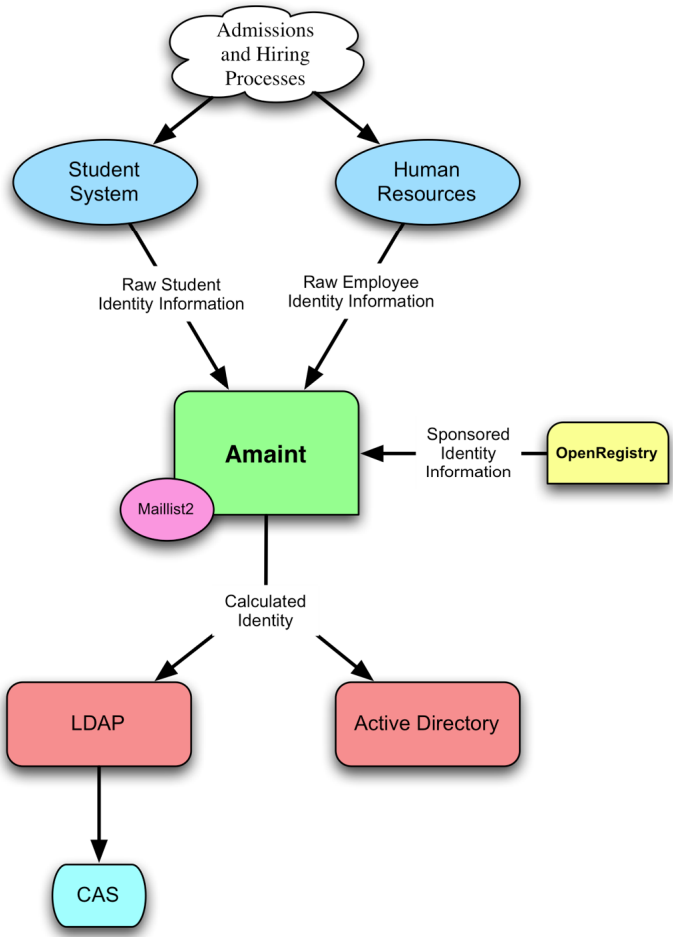 Admissions
and Hiring
Processes
Student
System
Human
Resources
Raw Student
Identity Information
Raw Employee
Identity Information
Amaint
Sponsored
Identity
Information
OpenRegistry
Maillist2
Calculated
Identity
LDAP
Active Directory
CAS